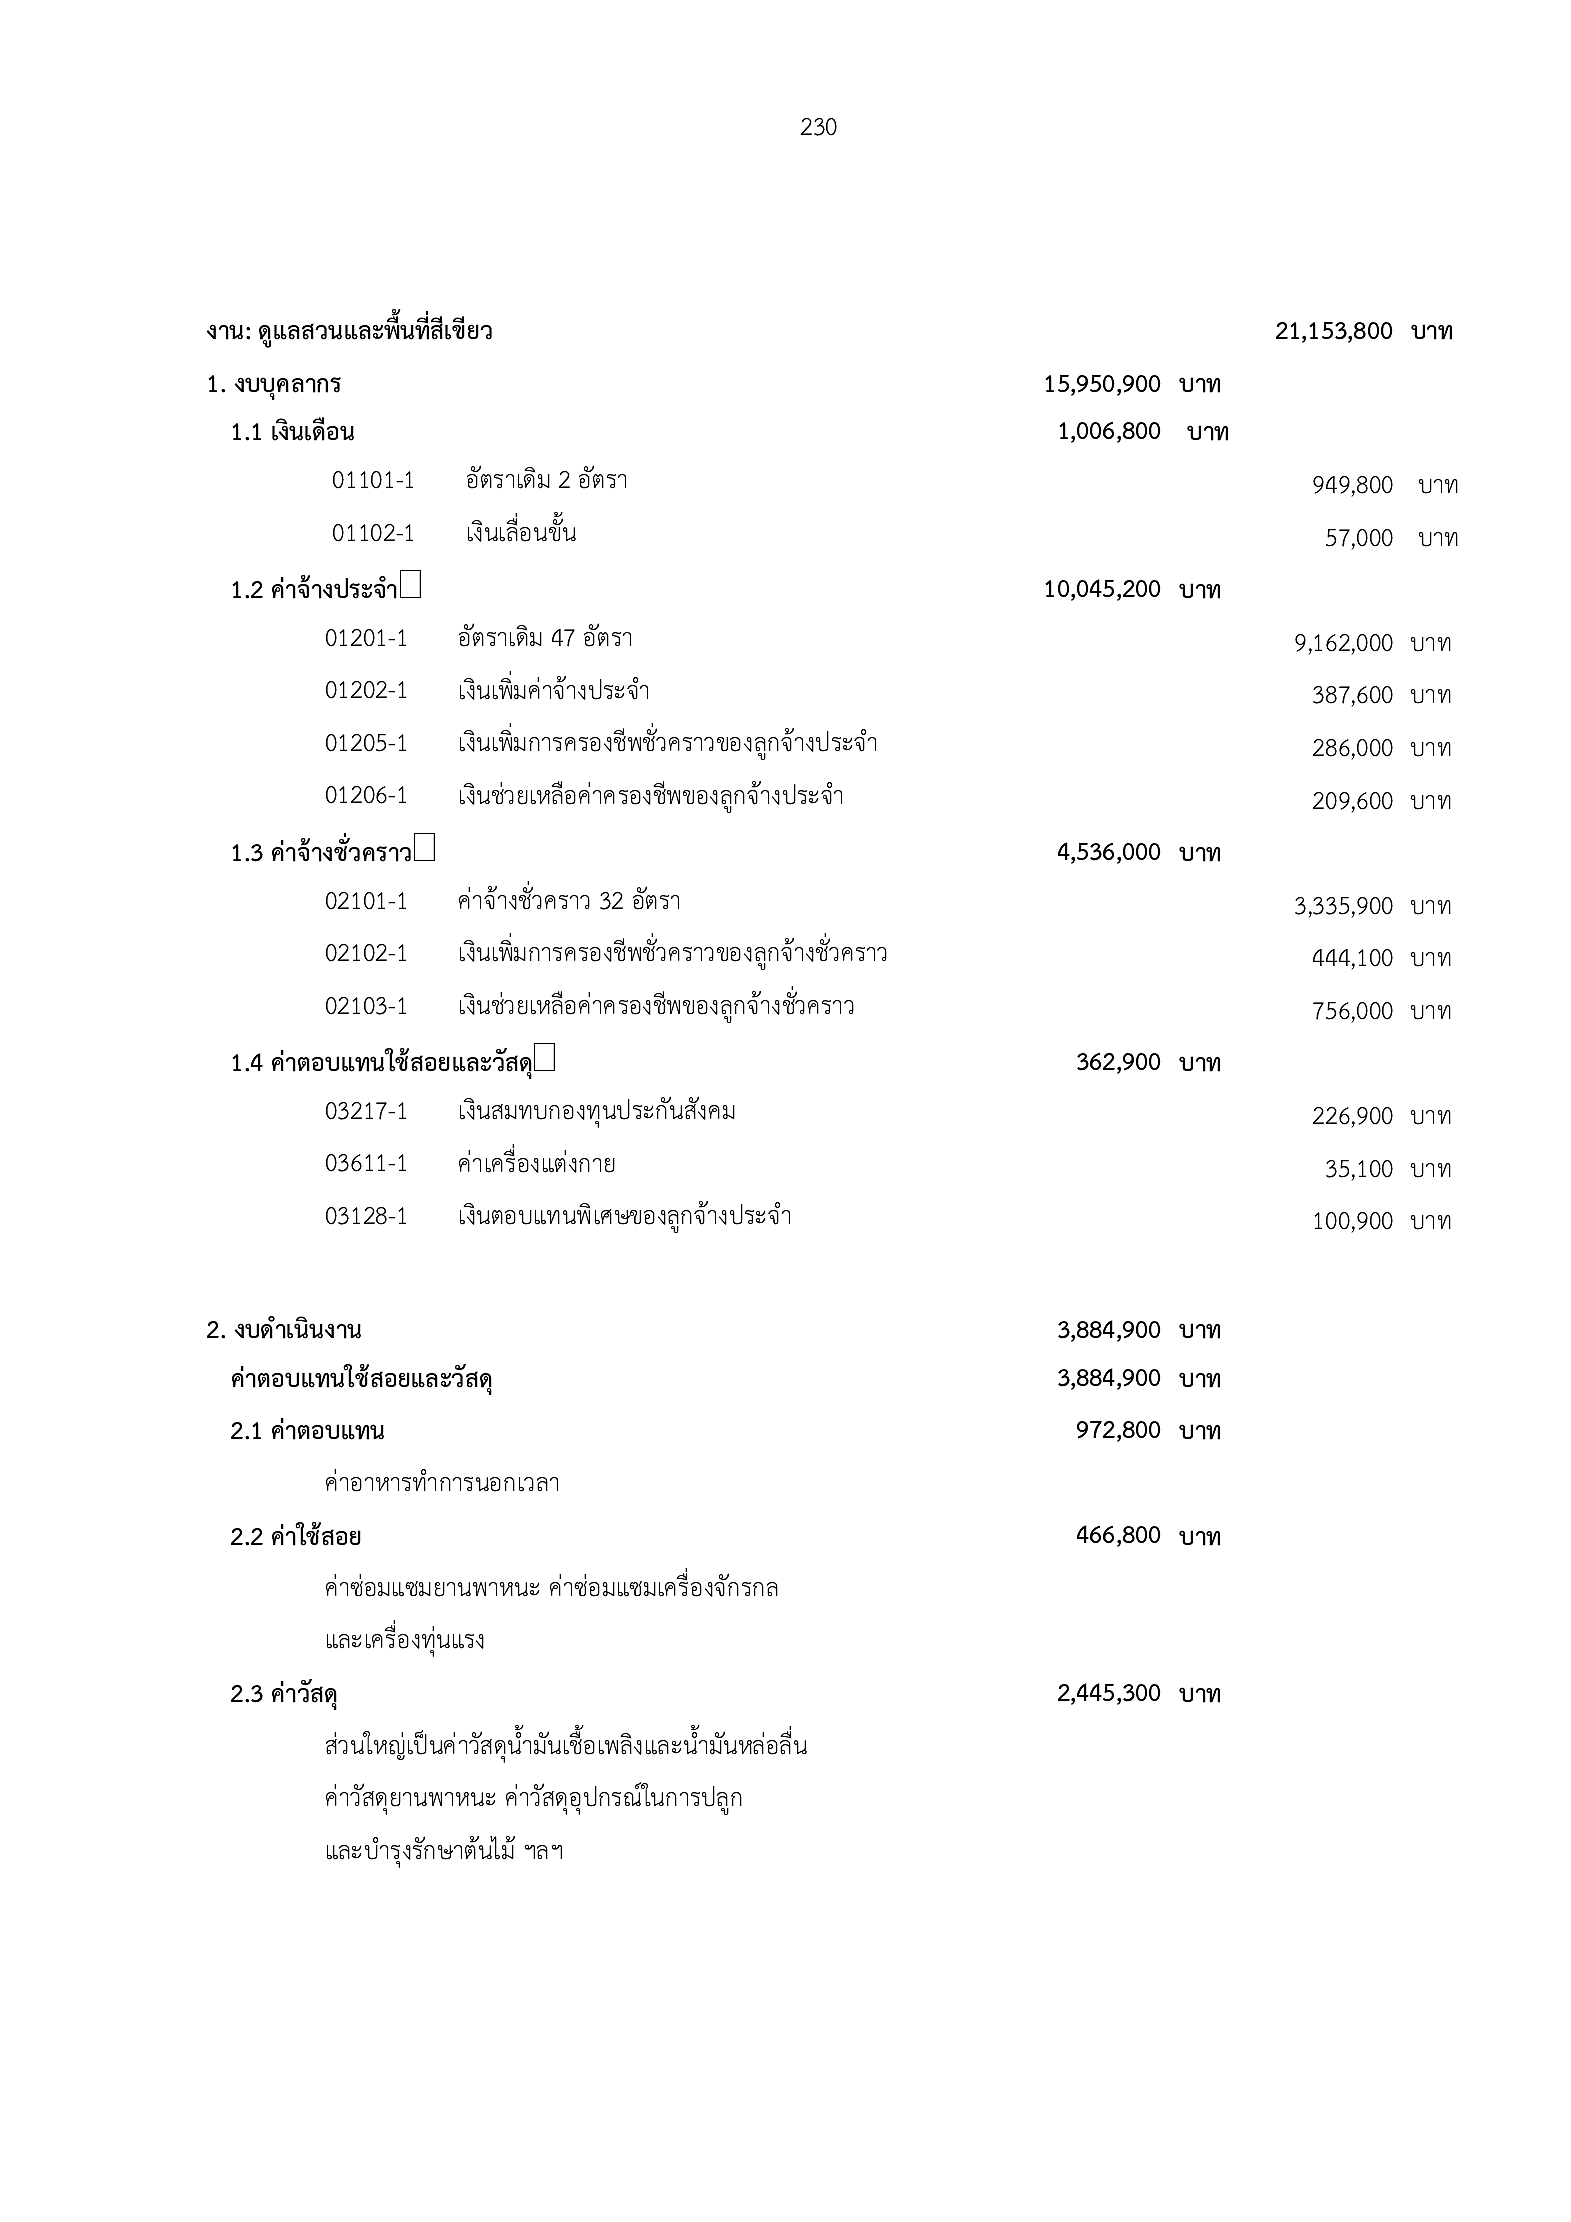 230
งาน: ดูแลสวนและพื้นที่สีเขียว 21,153,800 บาท
1. งบบุคลากร 15,950,900 บาท
1.1 เงินเดือน 1,006,800 บาท
01101-1 อัตราเดิม 2 อัตรา 949,800 บาท
01102-1 เงินเลื่อนขั้น 57,000 บาท
1.2 ค่าจ้างประจำ 10,045,200 บาท
01201-1 อัตราเดิม 47 อัตรา 9,162,000 บาท
01202-1 เงินเพิ่มค่าจ้างประจำ 387,600 บาท
01205-1 เงินเพิ่มการครองชีพชั่วคราวของลูกจ้างประจำ 286,000 บาท
01206-1 เงินช่วยเหลือค่าครองชีพของลูกจ้างประจำ 209,600 บาท
1.3 ค่าจ้างชั่วคราว 4,536,000 บาท
02101-1 ค่าจ้างชั่วคราว 32 อัตรา 3,335,900 บาท
02102-1 เงินเพิ่มการครองชีพชั่วคราวของลูกจ้างชั่วคราว 444,100 บาท
02103-1 เงินช่วยเหลือค่าครองชีพของลูกจ้างชั่วคราว 756,000 บาท
1.4 ค่าตอบแทนใช้สอยและวัสดุ 362,900 บาท
03217-1 เงินสมทบกองทุนประกันสังคม 226,900 บาท
03611-1 ค่าเครื่องแต่งกาย 35,100 บาท
03128-1 เงินตอบแทนพิเศษของลูกจ้างประจำ 100,900 บาท
2. งบดำเนินงาน 3,884,900 บาท
ค่าตอบแทนใช้สอยและวัสดุ 3,884,900 บาท
2.1 ค่าตอบแทน 972,800 บาท
ค่าอาหารทำการนอกเวลา
2.2 ค่าใช้สอย 466,800 บาท
ค่าซ่อมแซมยานพาหนะ ค่าซ่อมแซมเครื่องจักรกล
และเครื่องทุ่นแรง
2.3 ค่าวัสดุ 2,445,300 บาท
ส่วนใหญ่เป็นค่าวัสดุน้ำมันเชื้อเพลิงและน้ำมันหล่อลื่น
ค่าวัสดุยานพาหนะ ค่าวัสดุอุปกรณ์ในการปลูก
และบำรุงรักษาต้นไม้ ฯลฯ